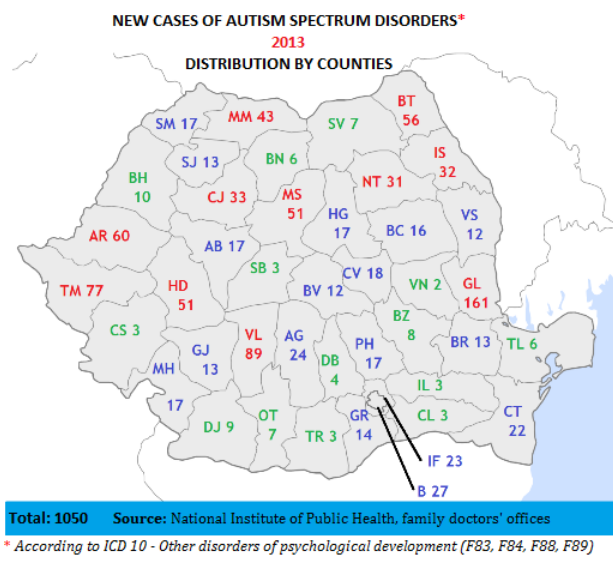 NEW CASES OF AUTISM SPECTRUM DISORDERS*
2013
DISTRIBUTION BY COUNTIES
BT
56
MM 43
SM 17
SV 7
IS
32
SJ 13
BN 6
BH
10
NT 31
CJ 33
MS
51
HG
17
VS
12
BC 16
AR 60
AB 17
SB 3
CV 18
BV 12
VN 2
GL
161
TM 77
HD
51
CS 3
BZ
8
VL
89
AG
24
PH
17
BR 13
TL 6
GJ
13
DB
4
MH
17
IL 3
CL 3
CT
22
DJ 9
OT
7
TR 3
GR
14
IF 23
B 27
Total: 1050 Source: National Institute of Public Health, family doctors' offices
* According to ICD 10 - Other disorders of psychological development (F83, F84, F88, F89)